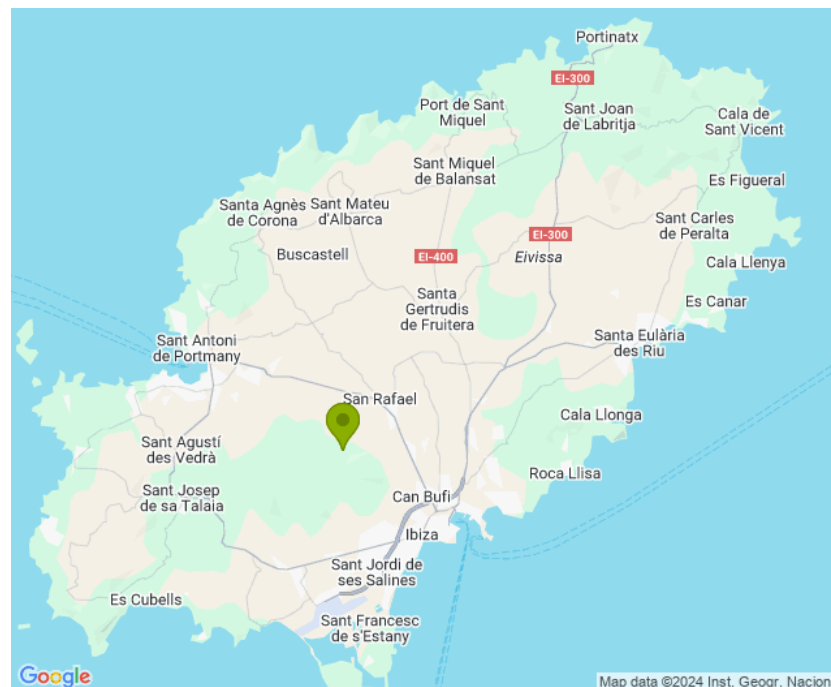 Portinatx
EI-300
Port de Sant
Miquel
Sant Joan
de Labritja
Cala de
Sant Vicent
Sant Miquel
de Balansat
Es Figueral
Santa Agnès
de Corona
Sant Mateu
d'Albarca
Sant Carles
de Peralta
EI-300
Buscastell
EI-400
Eivissa
Cala Llenya
Santa
Gertrudis
de Fruitera
Es Canar
Sant Antoni
de Portmany
Santa Eulària
des Riu
San Rafael
Cala Llonga
Sant Agustí
des Vedrà
Roca Llisa
Sant Josep
de sa Talaia
Can Bufí
Ibiza
Sant Jordi de
ses Salines
Es Cubells
Sant Francesc
de s'Estany
Google
Map data ©2024 Inst. Geogr. Nacion